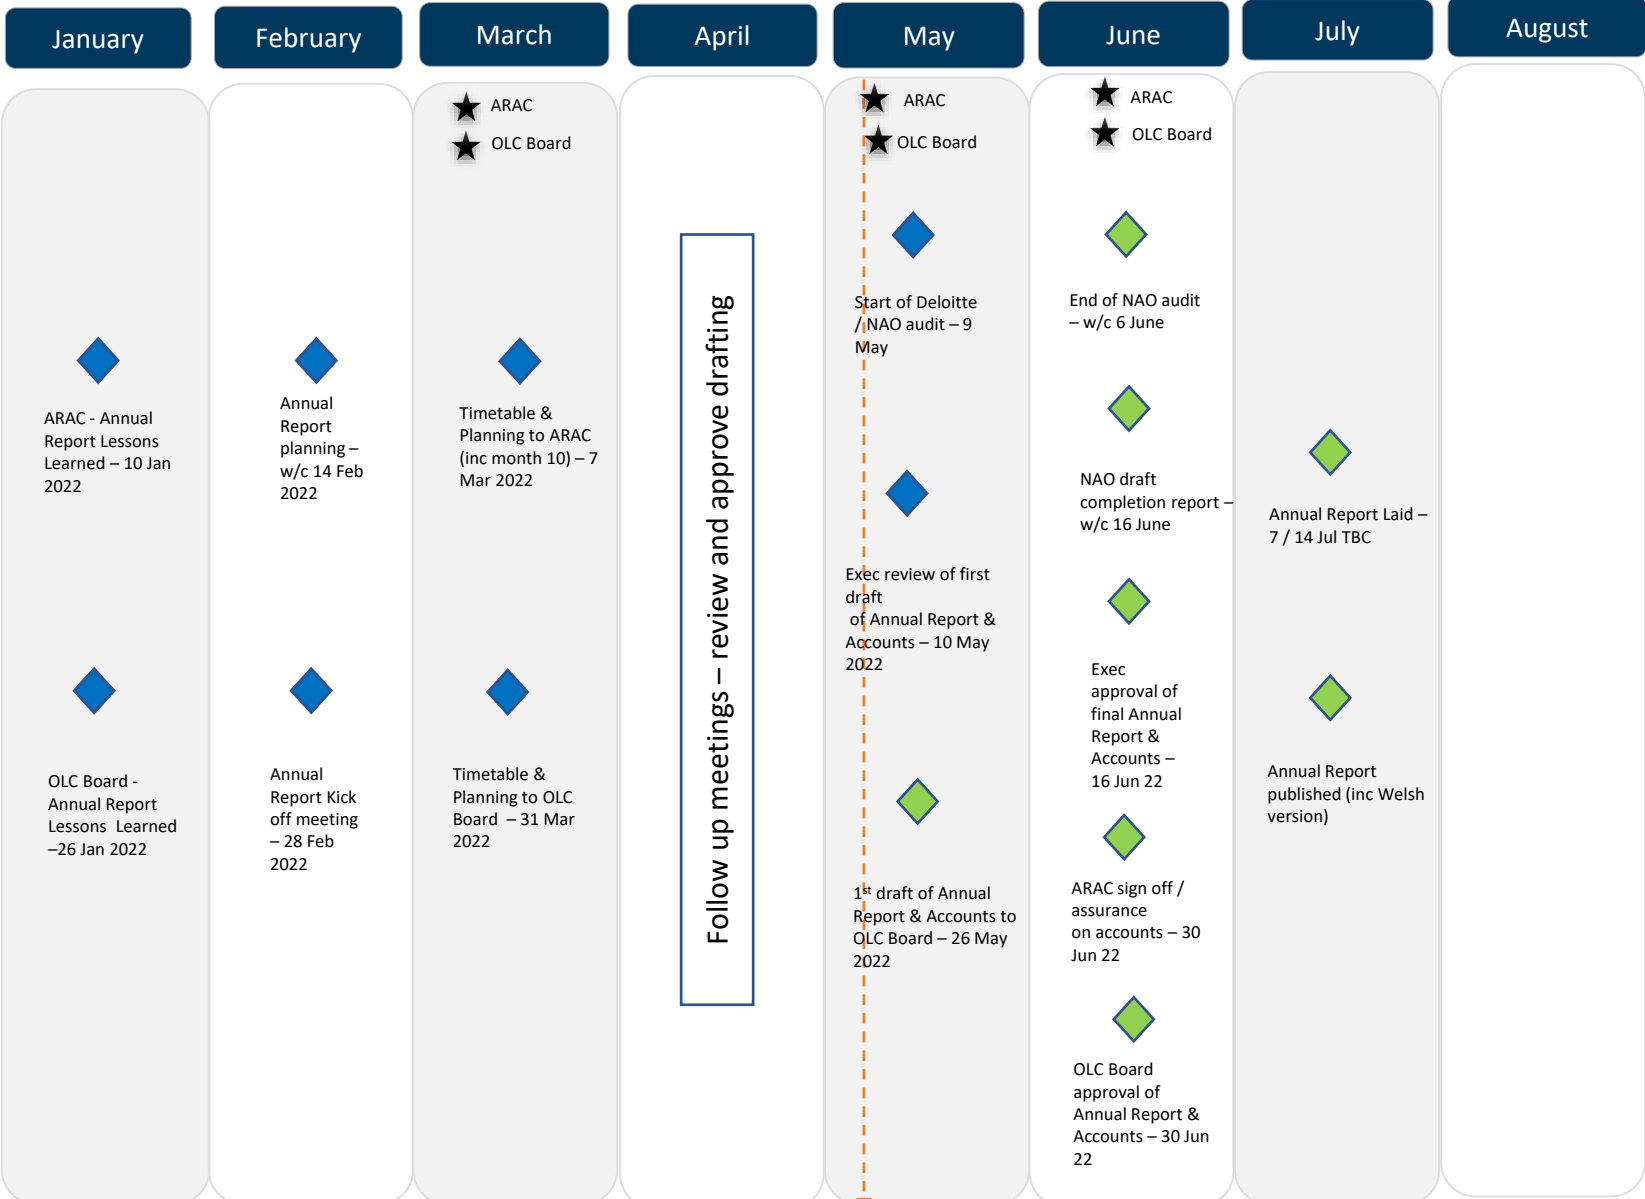 January
February
March
April
May
June
July
August
ARAC - Annual
Report Lessons
Learned – 10 Jan
2022
OLC Board -
Annual Report
Lessons  Learned
–26 Jan 2022
Annual
Report
planning –
w/c 14 Feb
2022
Annual
Report Kick
off meeting
– 28 Feb
2022
ARAC
OLC Board
Timetable &
Planning to ARAC
(inc month 10) – 7
Mar 2022
Timetable &
Planning to OLC
Board  – 31 Mar
2022
Follow up meetings – review and approve drafting
ARAC
OLC Board
Start of Deloitte
/ NAO audit – 9
May
Exec review of first
draft
of Annual Report &
Accounts – 10 May
2022
1st draft of Annual
Report & Accounts to
OLC Board – 26 May
2022
ARAC
OLC Board
End of NAO audit
– w/c 6 June
NAO draft
completion report –
w/c 16 June
Exec
approval of
final Annual
Report &
Accounts –
16 Jun 22
ARAC sign off /
assurance
on accounts – 30
Jun 22
OLC Board
approval of
Annual Report &
Accounts – 30 Jun
22
Annual Report Laid –
7 / 14 Jul TBC
Annual Report
published (inc Welsh
version)